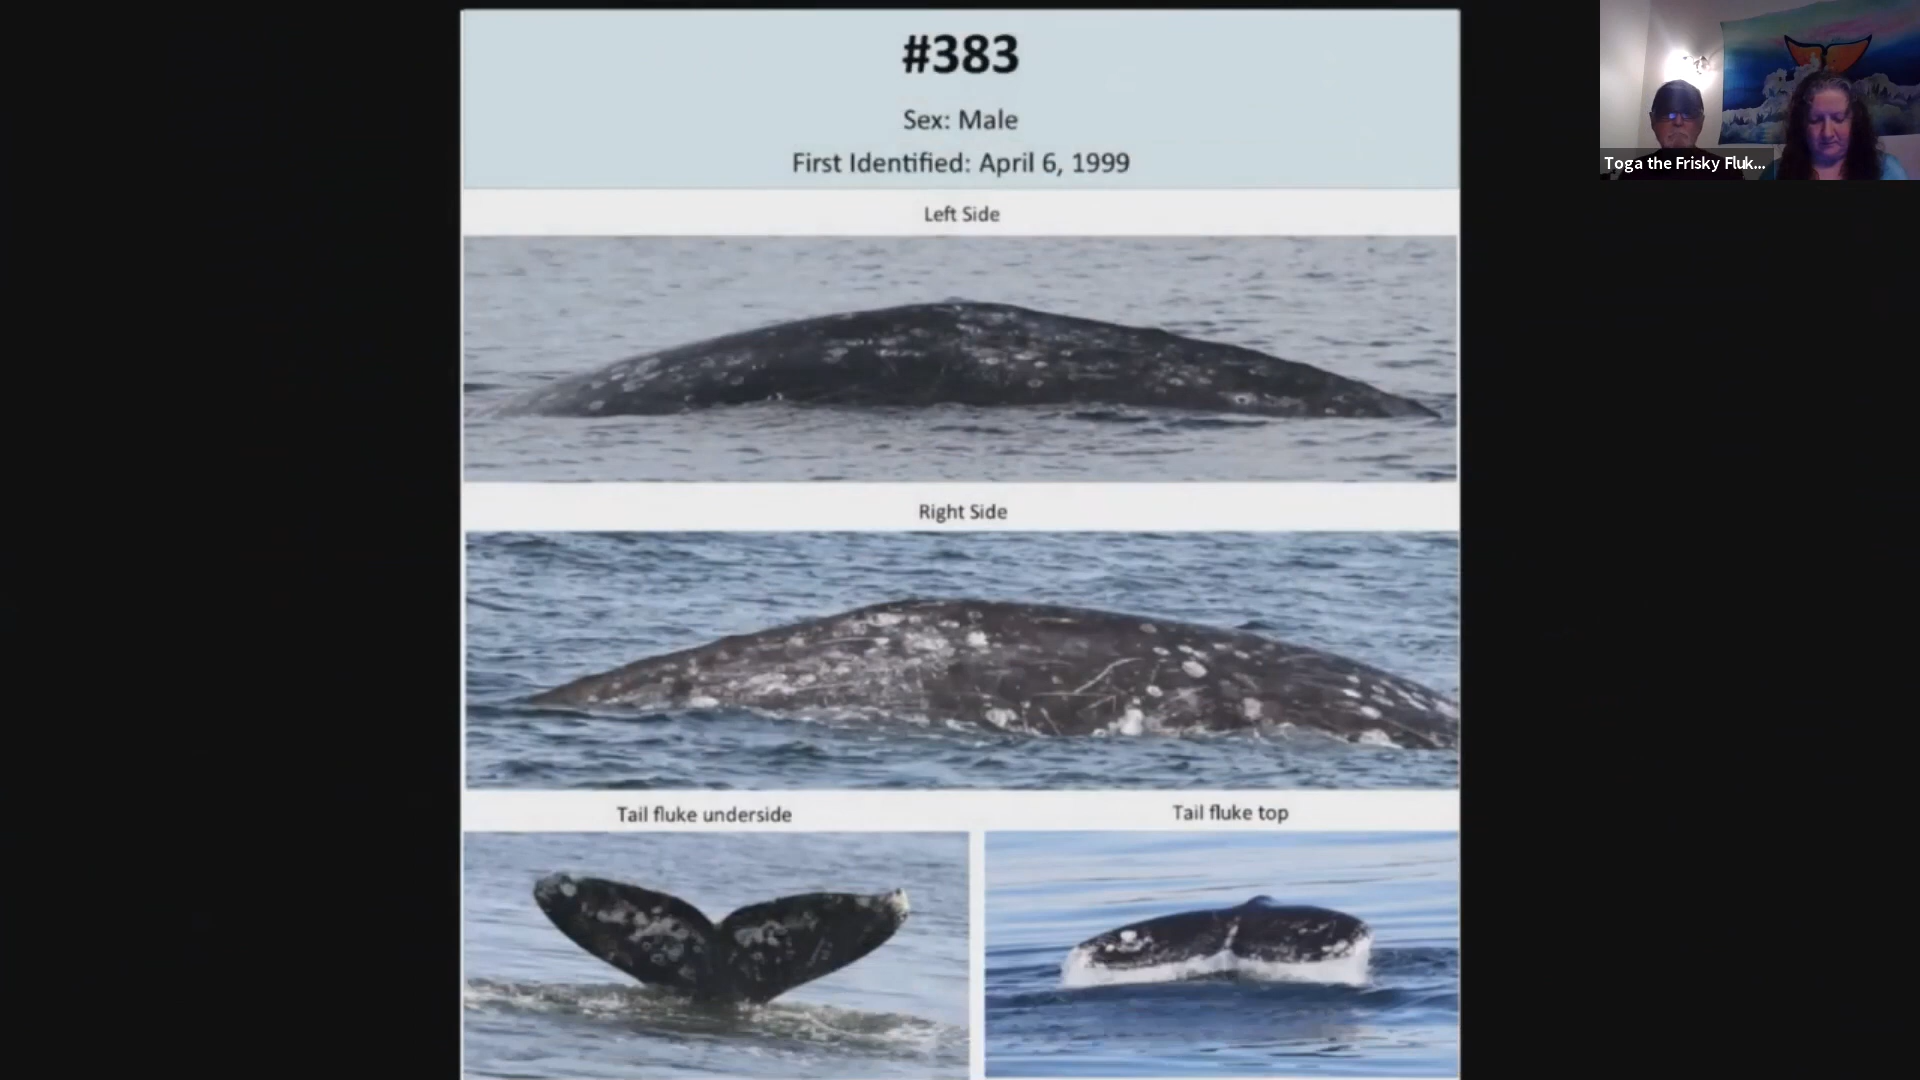 #383
Sex: Male
First Identified: April 6, 1999
Left Side
Right Side
Tail fluke underside
Tail fluke top
Toga the Frisky Fluk...